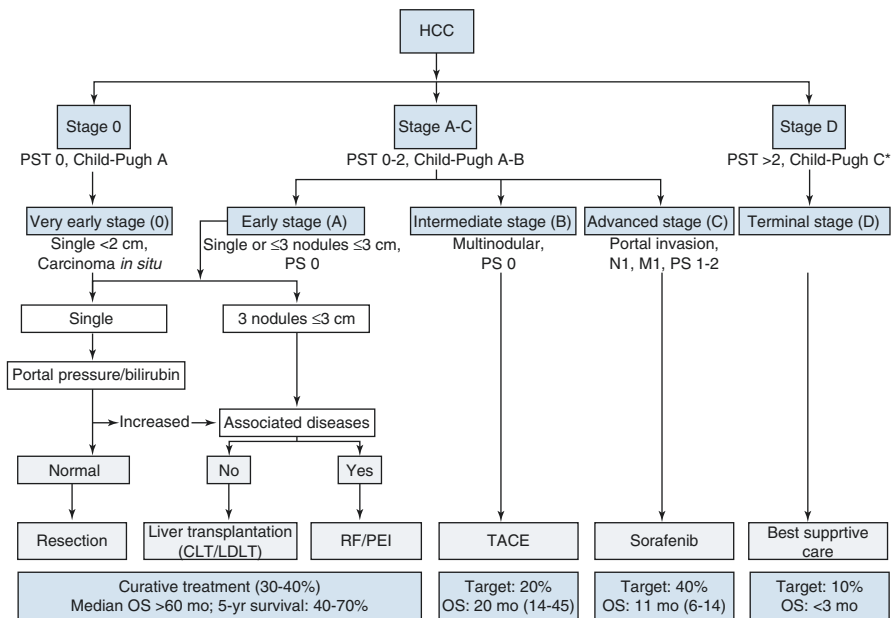 HCC
Stage 0
PST 0, Child-Pugh A
Stage A-C
PST 0-2, Child-Pugh A-B
Stage D
PST >2, Child-Pugh C*
Very early stage (0)
Single <2 cm,
Carcinoma in situ
Early stage (A)
Single or ≤3 nodules ≤3 cm,
PS 0
Intermediate stage (B)
Multinodular,
PS 0
Advanced stage (C)
Portal invasion,
N1, M1, PS 1-2
Terminal stage (D)
Single
3 nodules ≤3 cm
Portal pressure/bilirubin
Increased
Associated diseases
Normal
No
Yes
Resection
Liver transplantation
(CLT/LDLT)
RF/PEI
TACE
Sorafenib
Best supprtive
care
Curative treatment (30-40%)
Median OS >60 mo; 5-yr survival: 40-70%
Target: 20%
OS: 20 mo (14-45)
Target: 40%
OS: 11 mo (6-14)
Target: 10%
OS: <3 mo